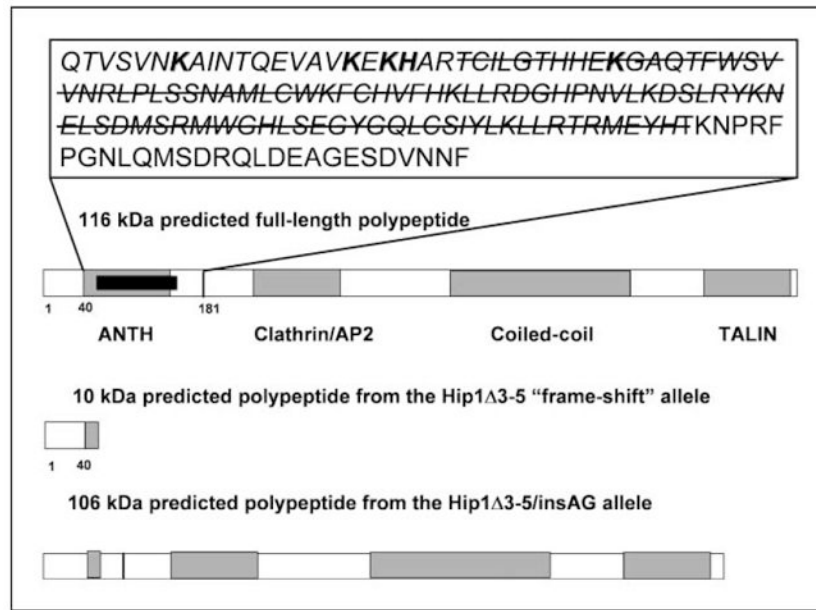 QTVSVNKAINTQEVAVKEKHARTCILGTHHEKGAQTFWSV
VNRLPLSSNAMLCWKFCHVFHKLLRDGHPNVLKDSLRYKN
ELSDMSRMWGHLSEGYGQLCSIYLKLLRTRMEYHTKNPRF
PGNLQMSDRQLDEAGESDVNNF
116 kDa predicted full-length polypeptide
1 40 181
ANTH Clathrin/AP2 Coiled-coil TALIN
10 kDa predicted polypeptide from the Hip1Δ3-5 “frame-shift” allele
1 40
106 kDa predicted polypeptide from the Hip1Δ3-5/insAG allele